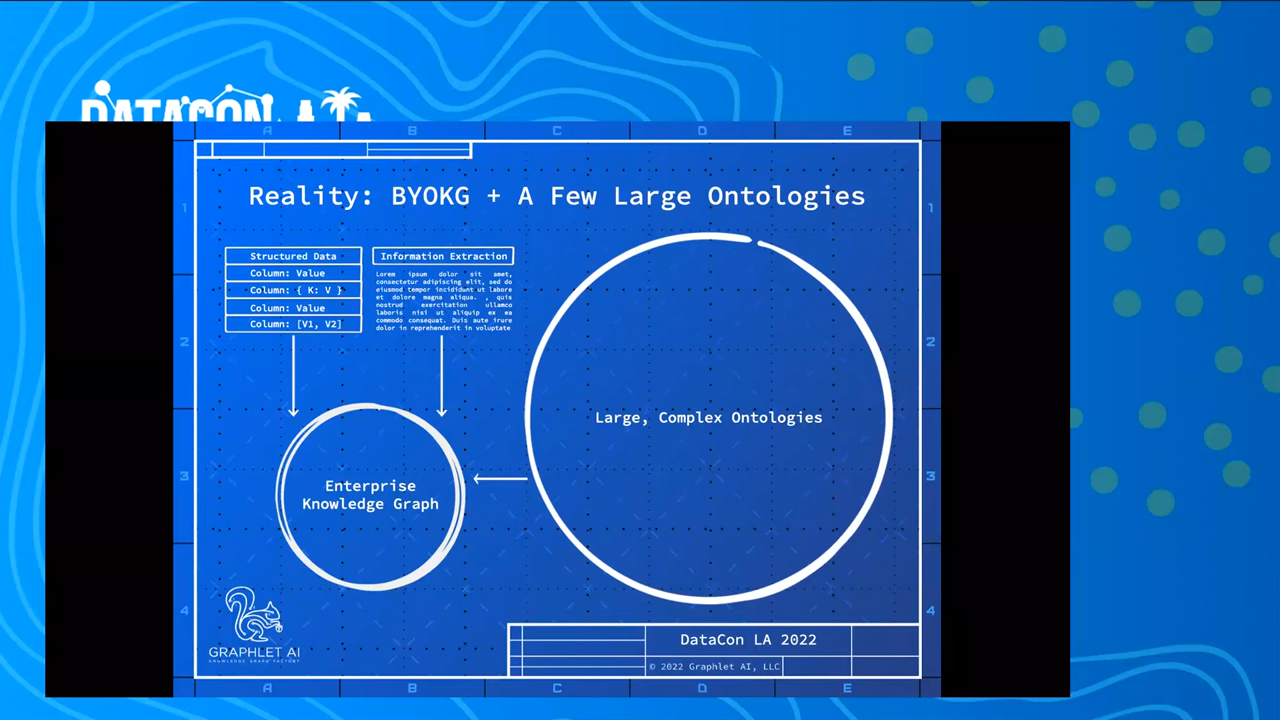 DATACON LA
A B C D E
Reality: BYOKG + A Few Large Ontologies
1 1
Structured Data
Column: Value
Column: { K: V }
Column: Value
Column: [V1, V2]
Information Extraction
Lorem ipsum dolor sit amet,
consectetur adipiscing elit, sed do
eiusmod tempor incididunt ut labore
et dolore magna aliqua. , quis
nostrud exercitation ullamco
laboris nisi ut aliquip ex ea
commodo consequat. Duis aute irure
dolor in reprehenderit in voluptate
2 2
Large, Complex Ontologies
3 3
Enterprise
Knowledge Graph
4 4
GRAPHLET AI
KNOWLEDGE GRAPH FACTORY
DataCon LA 2022
© 2022 Graphlet AI, LLC
A B C D E